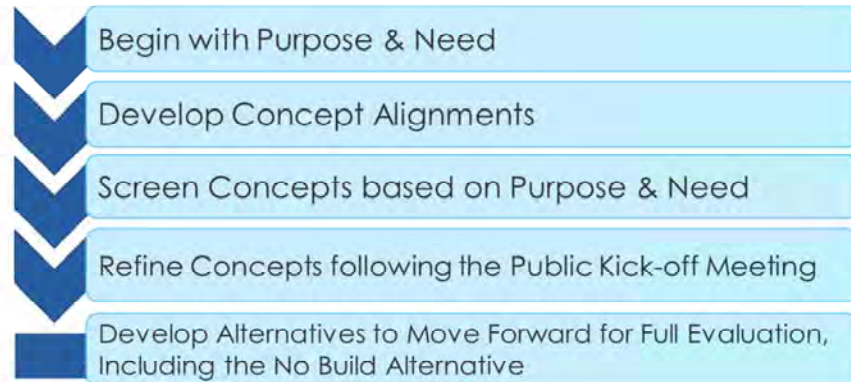 Begin with Purpose & Need
Develop Concept Alignments
Screen Concepts based on Purpose & Need
Refine Concepts following the Public Kick-off Meeting
Develop Alternatives to Move Forward for Full Evaluation,
Including the No Build Alternative